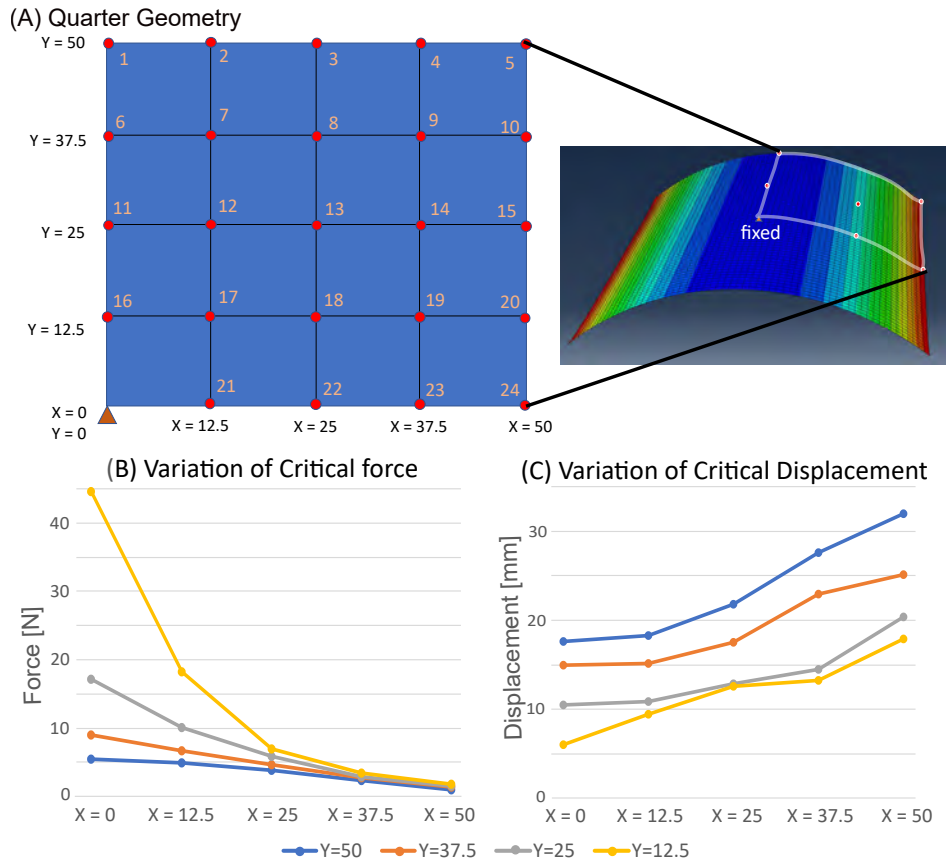 (A) Quarter Geometry
Y = 50
1 2 3 4 5
6 7 8 9 10
Y = 37.5
11 12 13 14 15
Y = 25
fixed
16 17 18 19 20
Y = 12.5
21 22 23 24
X = 0
Y = 0
X = 12.5 X = 25 X = 37.5 X = 50
(B) Variation of Critical force
Force [N]
40
30
20
10
0
X = 0 X = 12.5 X = 25 X = 37.5 X = 50
(C) Variation of Critical Displacement
Displacement [mm]
30
20
10
0
X = 0 X = 12.5 X = 25 X = 37.5 X = 50
Y=50 Y=37.5 Y=25 Y=12.5